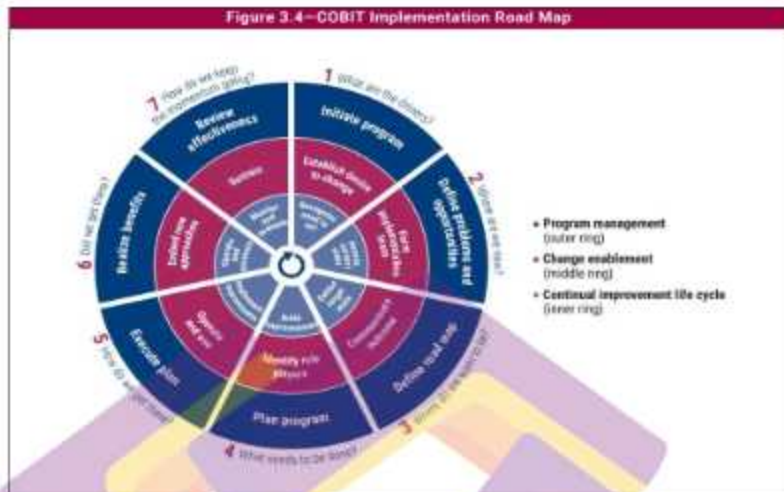 Figure 3.4—COBIT Implementation Road Map
1 What are the drivers?
Initiate program
Establish desire
to change
2 Where are we now?
Define problems and
opportunities
Form
implementation
team
3 Where do we want to be?
Define road map
Communicate
outcome
4 What needs to be done?
Plan program
Identify role
players
Build
improvements
5 How do we get there?
Execute plan
Operate
and use
6 Did we get there?
Realize benefits
Embed new
approaches
7 How do we keep
the momentum going?
Review
effectiveness
Sustain
• Program management
(outer ring)
• Change enablement
(middle ring)
• Continual improvement life cycle
(inner ring)